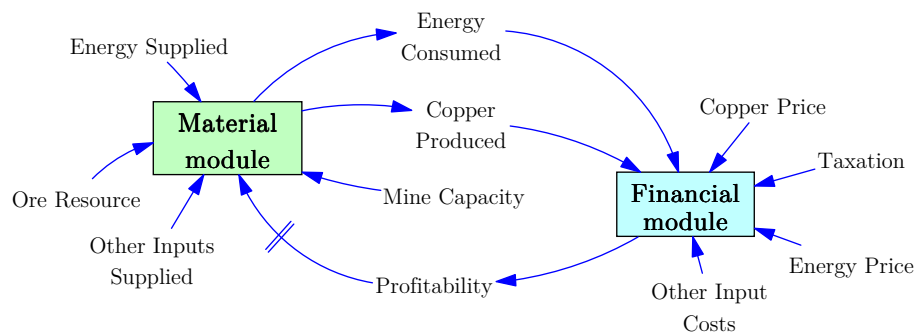 Energy
Consumed
Energy Supplied
Copper
Produced
Copper Price
Material
module
Taxation
Ore Resource
Mine Capacity
Financial
module
Other Inputs
Supplied
Profitability
Energy Price
Other Input
Costs